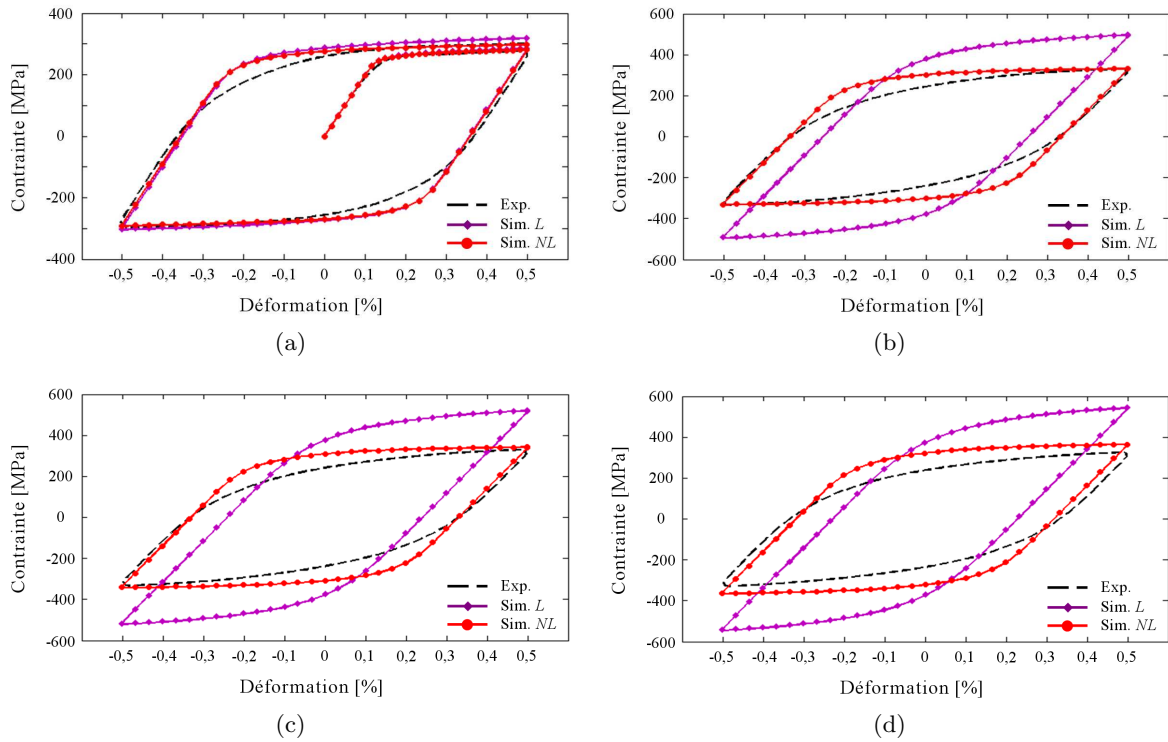 400
200
0
-200
-400
Contrainte [MPa]
-0,5 -0,4 -0,3 -0,2 -0,1 0 0,1 0,2 0,3 0,4 0,5
Déformation [%]
Exp.
Sim. L
Sim. NL
(a)
600
400
200
0
-200
-400
-600
Contrainte [MPa]
-0,5 -0,4 -0,3 -0,2 -0,1 0 0,1 0,2 0,3 0,4 0,5
Déformation [%]
Exp.
Sim. L
Sim. NL
(b)
600
400
200
0
-200
-400
-600
Contrainte [MPa]
-0,5 -0,4 -0,3 -0,2 -0,1 0 0,1 0,2 0,3 0,4 0,5
Déformation [%]
Exp.
Sim. L
Sim. NL
(c)
600
400
200
0
-200
-400
-600
Contrainte [MPa]
-0,5 -0,4 -0,3 -0,2 -0,1 0 0,1 0,2 0,3 0,4 0,5
Déformation [%]
Exp.
Sim. L
Sim. NL
(d)